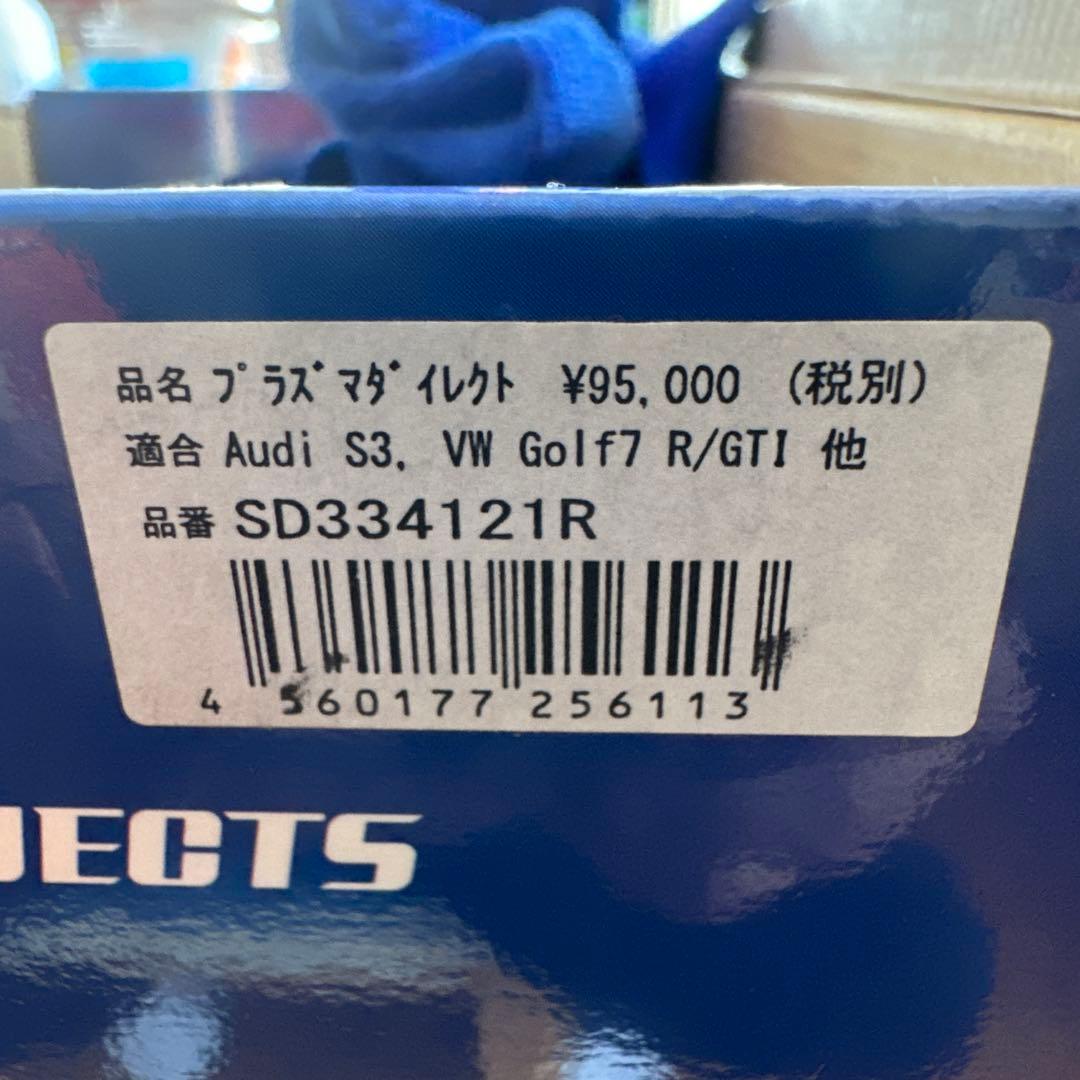 品名 ﾌﾟﾗｽﾞﾏﾀﾞｲﾚｸﾄ ¥95,000 (税別)
適合 Audi S3, VW Golf7 R/GTI 他
品番 SD334121R
4 560177 256113
JECTS